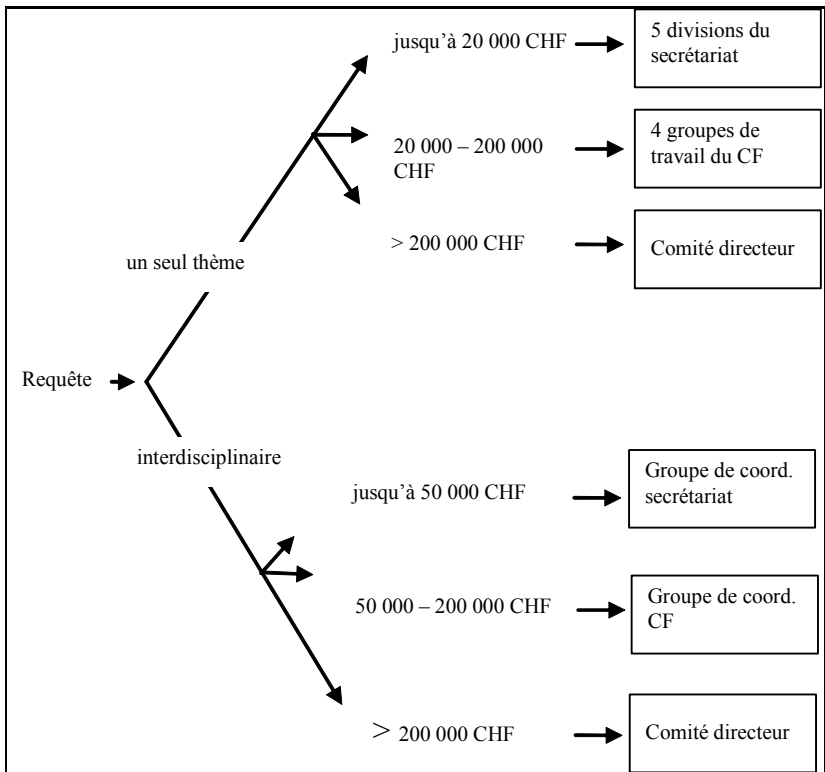 jusqu’à 20 000 CHF
5 divisions du
secrétariat
20 000 – 200 000
CHF
4 groupes de
travail du CF
> 200 000 CHF
Comité directeur
un seul thème
Requête
interdisciplinaire
jusqu’à 50 000 CHF
Groupe de coord.
secrétariat
50 000 – 200 000 CHF
Groupe de coord.
CF
> 200 000 CHF
Comité directeur